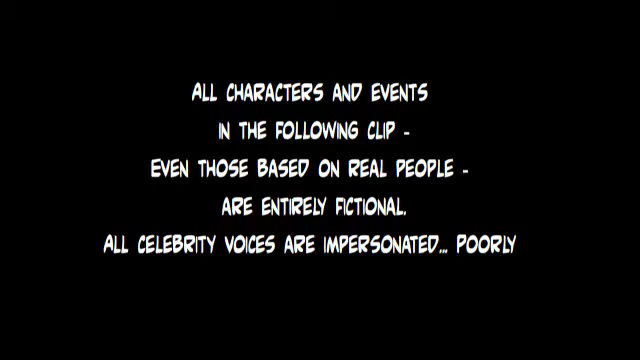 ALL CHARACTERS AND EVENTS
IN THE FOLLOWING CLIP -
EVEN THOSE BASED ON REAL PEOPLE -
ARE ENTIRELY FICTIONAL.
ALL CELEBRITY VOICES ARE IMPERSONATED... POORLY